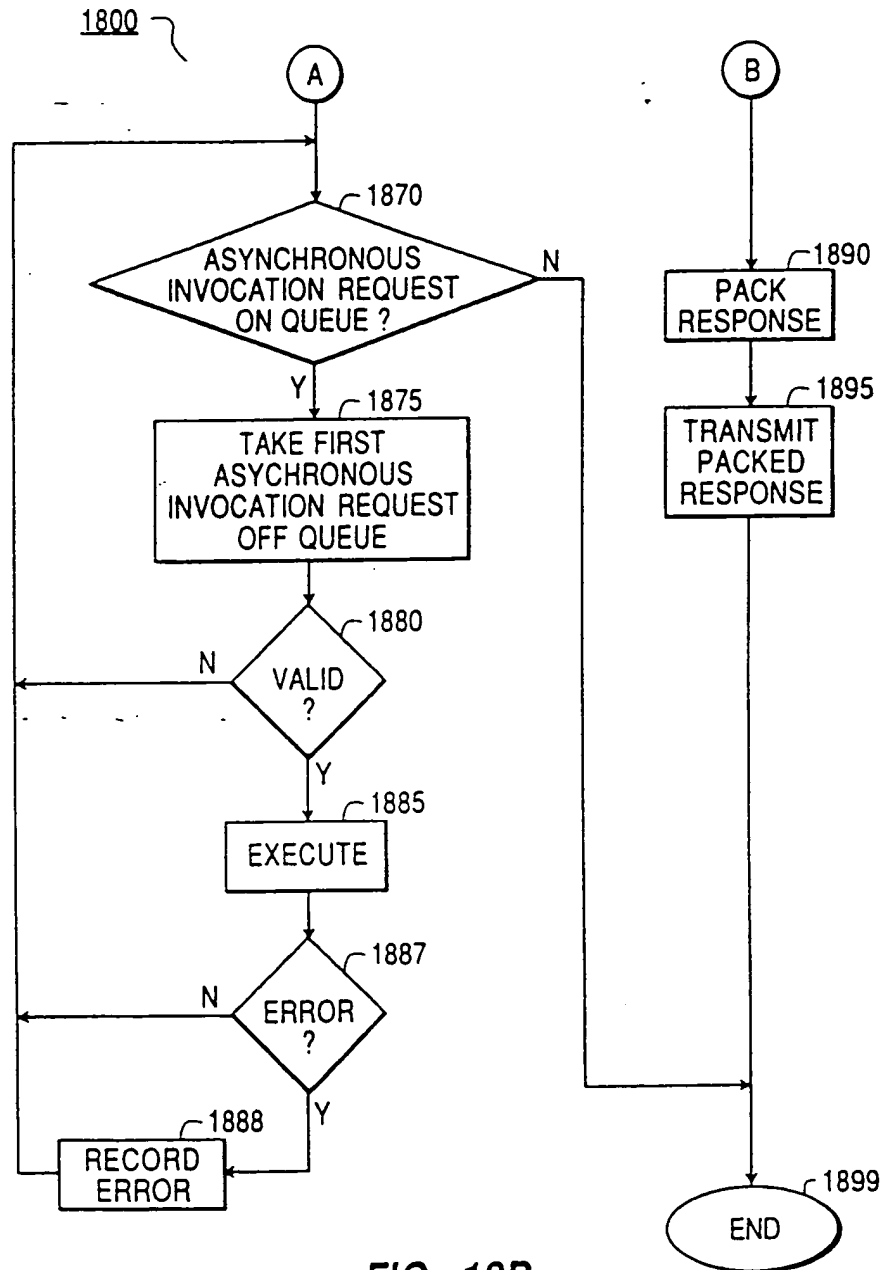 1800
A
B
1870
ASYNCHRONOUS
INVOCATION REQUEST
ON QUEUE ?
N
Y
1890
PACK
RESPONSE
1875
TAKE FIRST
ASYCHRONOUS
INVOCATION REQUEST
OFF QUEUE
1895
TRANSMIT
PACKED
RESPONSE
1880
VALID
?
N
Y
1885
EXECUTE
1887
ERROR
?
N
Y
1888
RECORD
ERROR
1899
END